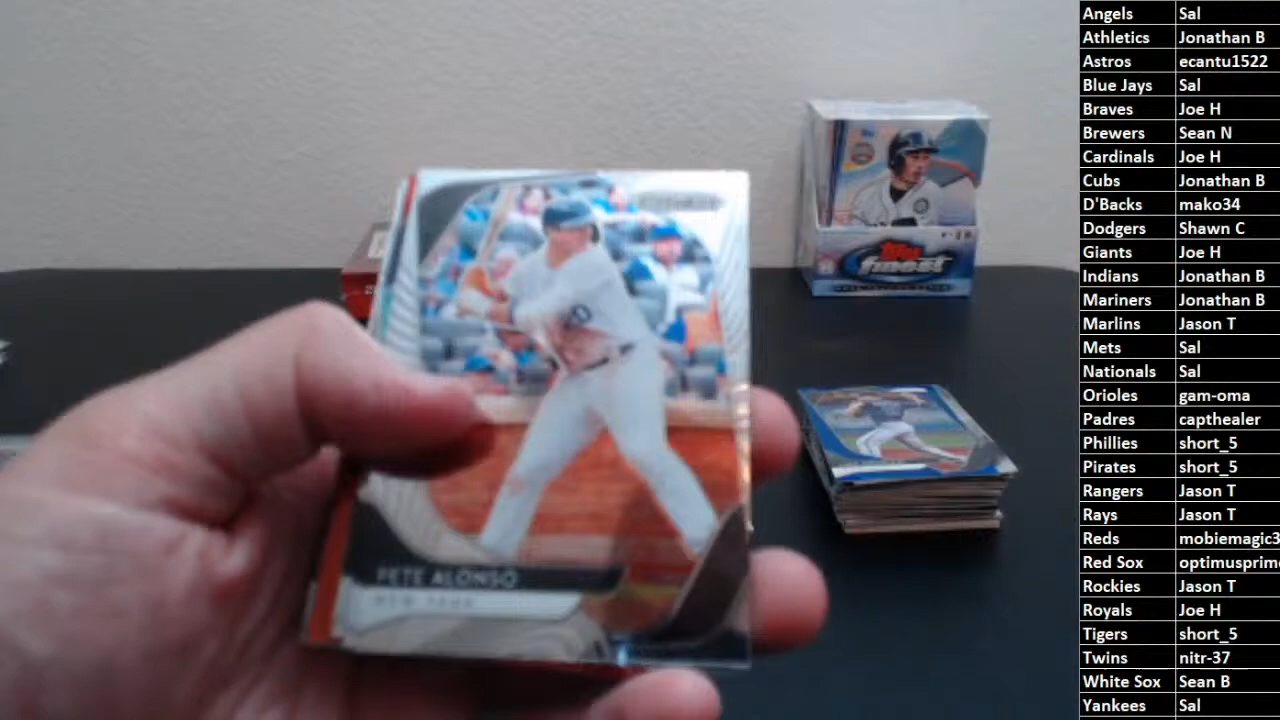 Angels Sal
Athletics Jonathan B
Astros ecantu1522
Blue Jays Sal
Braves Joe H
Brewers Sean N
Cardinals Joe H
Cubs Jonathan B
D'Backs mako34
Dodgers Shawn C
Giants Joe H
Indians Jonathan B
Mariners Jonathan B
Marlins Jason T
Mets Sal
Nationals Sal
Orioles gam-oma
Padres capthealer
Phillies short_5
Pirates short_5
Rangers Jason T
Rays Jason T
Reds mobiemagic3
Red Sox optimusprime
Rockies Jason T
Royals Joe H
Tigers short_5
Twins nitr-37
White Sox Sean B
Yankees Sal
PETE ALONSO
NEW YORK
Topps
finest